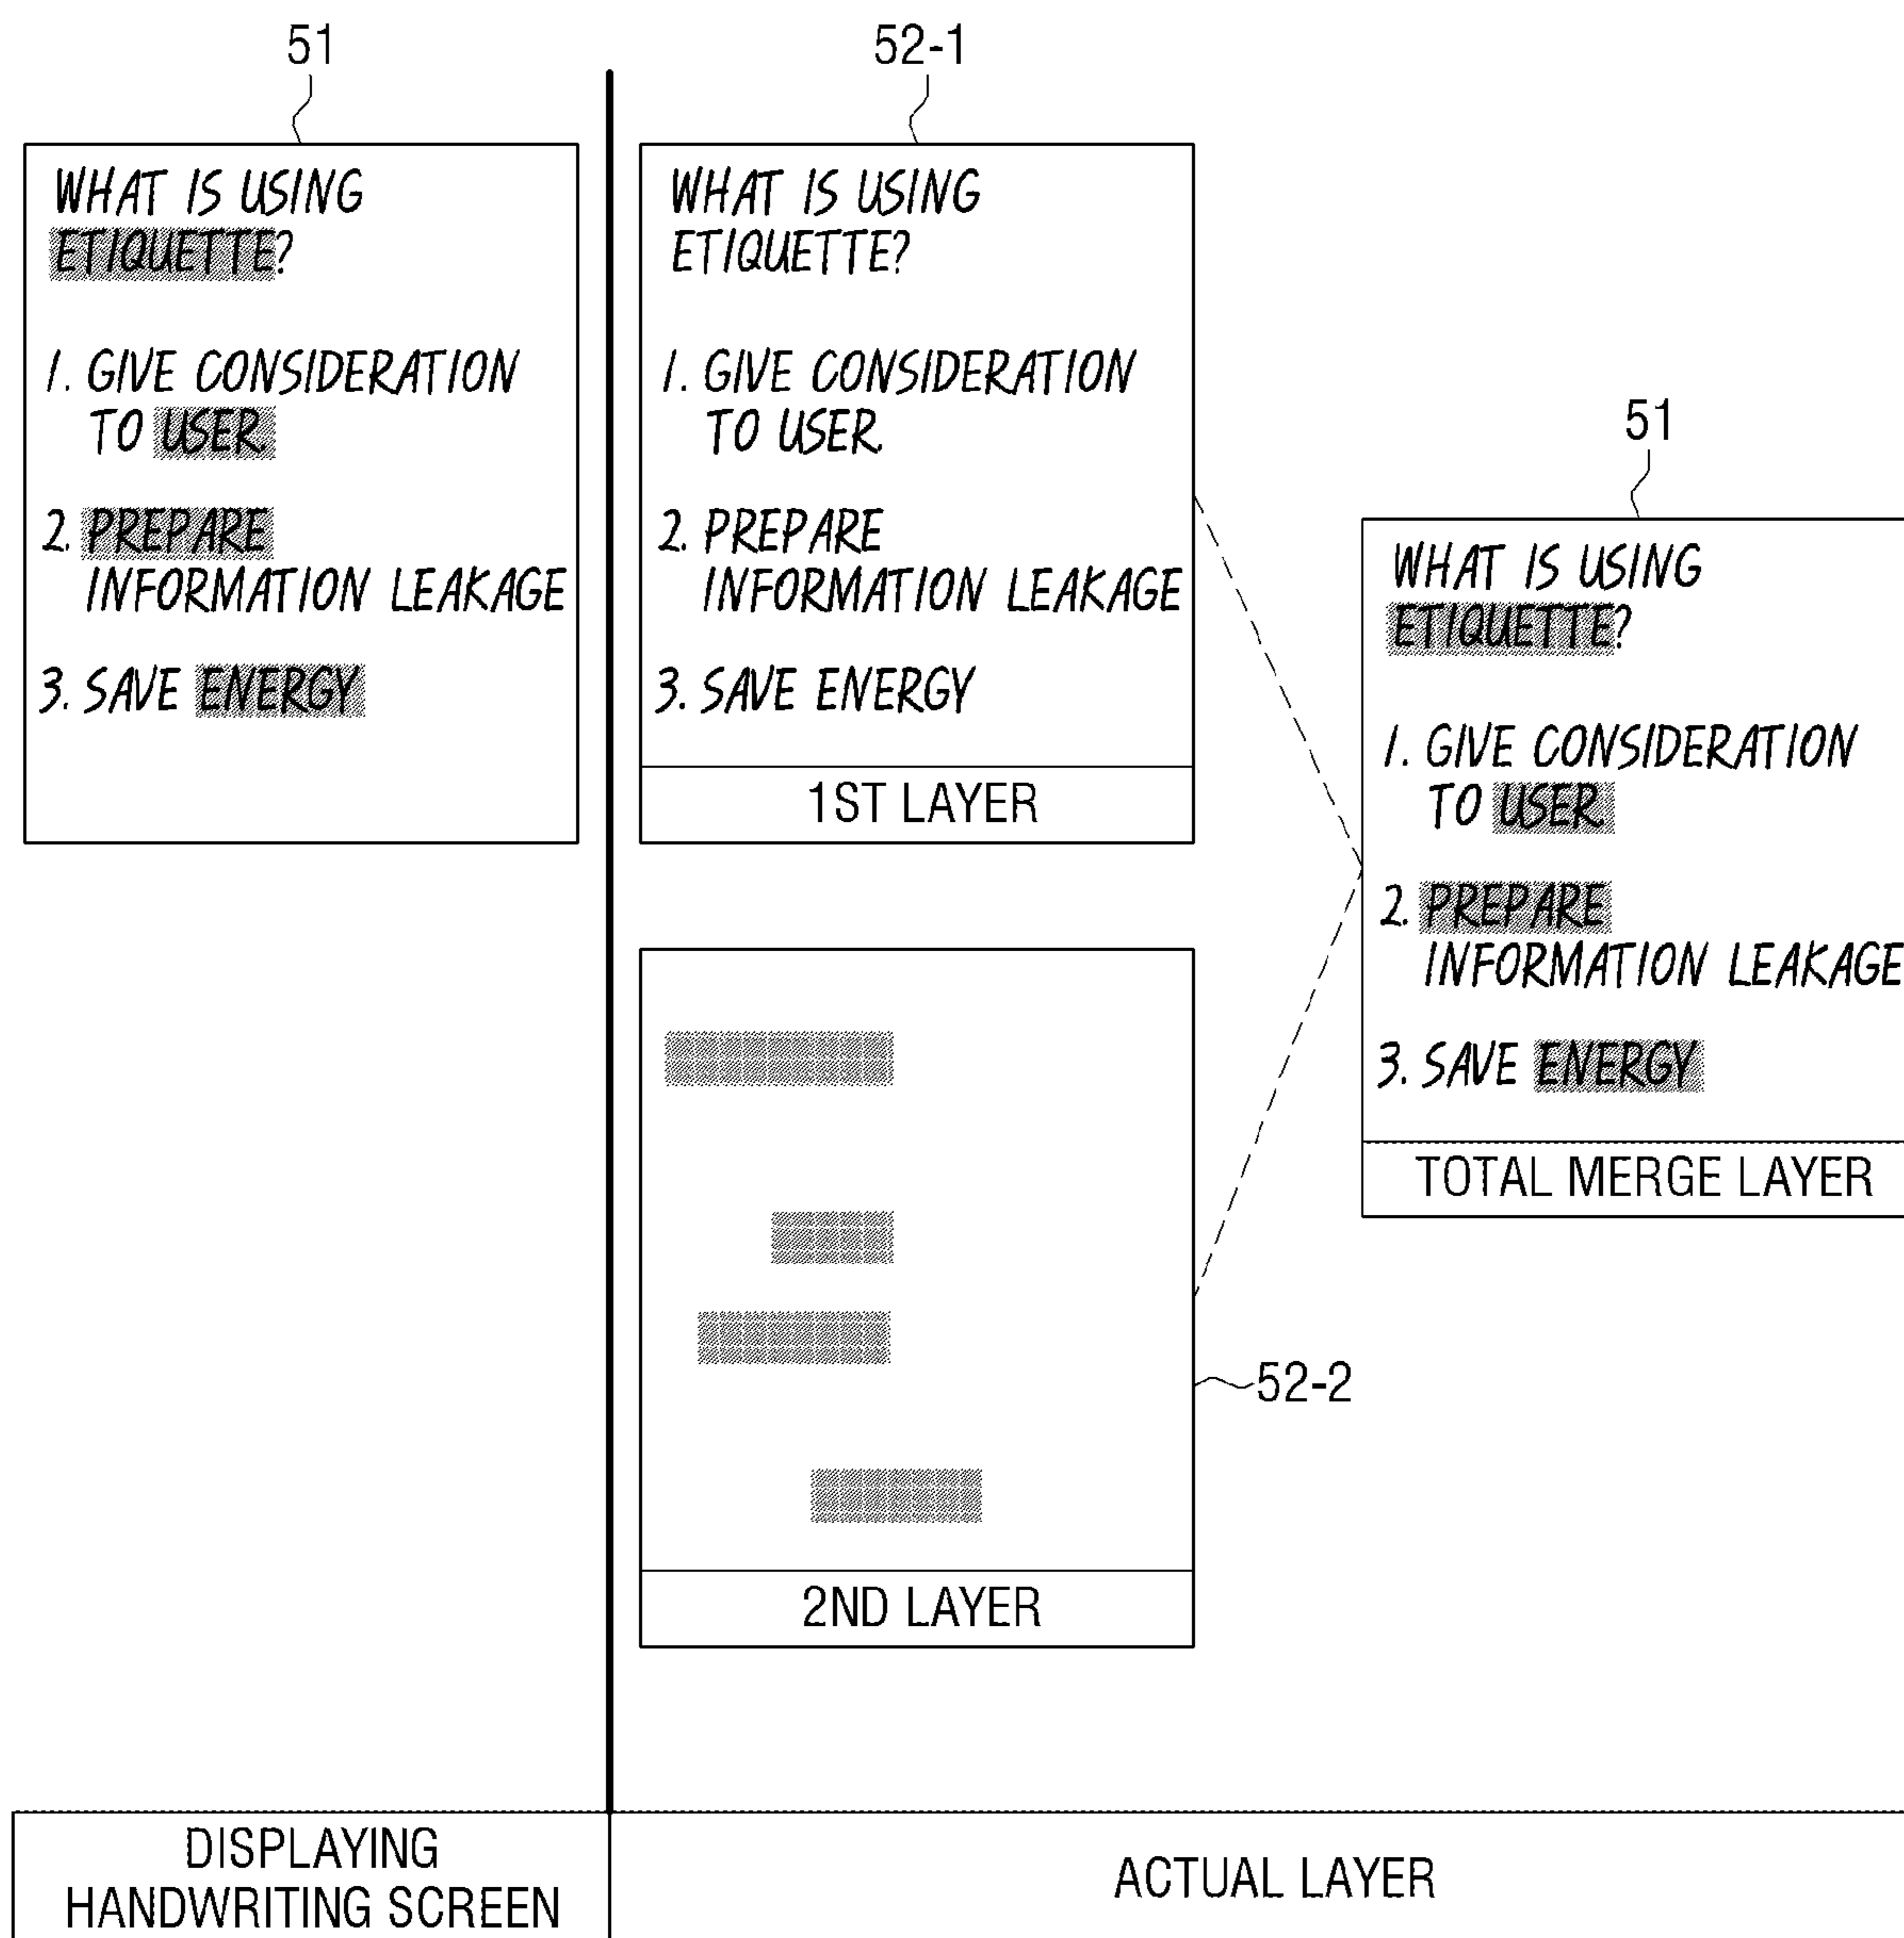 51
WHAT IS USING
ETIQUETTE?
1. GIVE CONSIDERATION
TO USER.
2. PREPARE
INFORMATION LEAKAGE
3. SAVE ENERGY
52-1
WHAT IS USING
ETIQUETTE?
1. GIVE CONSIDERATION
TO USER.
2. PREPARE
INFORMATION LEAKAGE
3. SAVE ENERGY
1ST LAYER
52-2
2ND LAYER
51
WHAT IS USING
ETIQUETTE?
1. GIVE CONSIDERATION
TO USER.
2. PREPARE
INFORMATION LEAKAGE
3. SAVE ENERGY
TOTAL MERGE LAYER
DISPLAYING
HANDWRITING SCREEN
ACTUAL LAYER